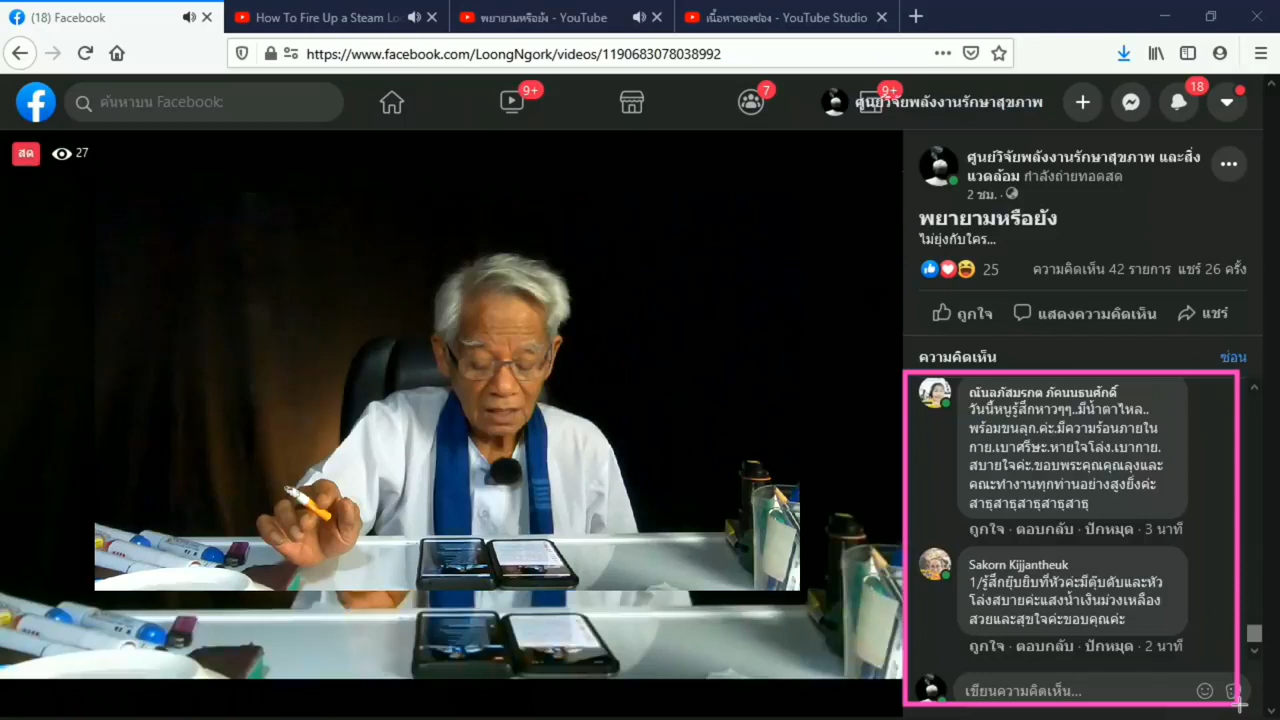 (18) Facebook
How To Fire Up a Steam Lo
พยายามหรือยัง - YouTube
เนื้อหาของช่อง - YouTube Studio
https://www.facebook.com/LoongNgork/videos/1190683078038992
ค้นหาบน Facebook
9+
7
9+
ศูนย์วิจัยพลังงานรักษาสุขภาพ
18
สด
27
ศูนย์วิจัยพลังงานรักษาสุขภาพ และสิ่ง
แวดล้อม กำลังถ่ายทอดสด
2 ชม. ·
พยายามหรือยัง
ไม่ยุ่งกับใคร...
25
ความคิดเห็น 42 รายการ แชร์ 26 ครั้ง
ถูกใจ
แสดงความคิดเห็น
แชร์
ความคิดเห็น
ซ่อน
ณันลภัสมรกต ภัคนนธนศักดิ์
วันนี้หนูรู้สึกหาวๆๆ..มีน้ำตาไหล..
พร้อมขนลุก.ค่ะ.มีความร้อนภายใน
กาย.เบาศรีษะ.หายใจโล่ง.เบากาย.
สบายใจค่ะ.ขอบพระคุณคุณลุงและ
คณะทำงานทุกท่านอย่างสูงยิ่งค่ะ
สาธุสาธุสาธุสาธุสาธุ
ถูกใจ · ตอบกลับ · ปักหมุด · 3 นาที
Sakorn Kijjantheuk
1/รู้สึกยุ๊บยิบที่หัวค่ะมีดุ๊บดับและหัว
โล่งสบายค่ะแสงน้ำเงินม่วงเหลือง
สวยและสุขใจค่ะขอบคุณค่ะ
ถูกใจ · ตอบกลับ · ปักหมุด · 2 นาที
เขียนความคิดเห็น...